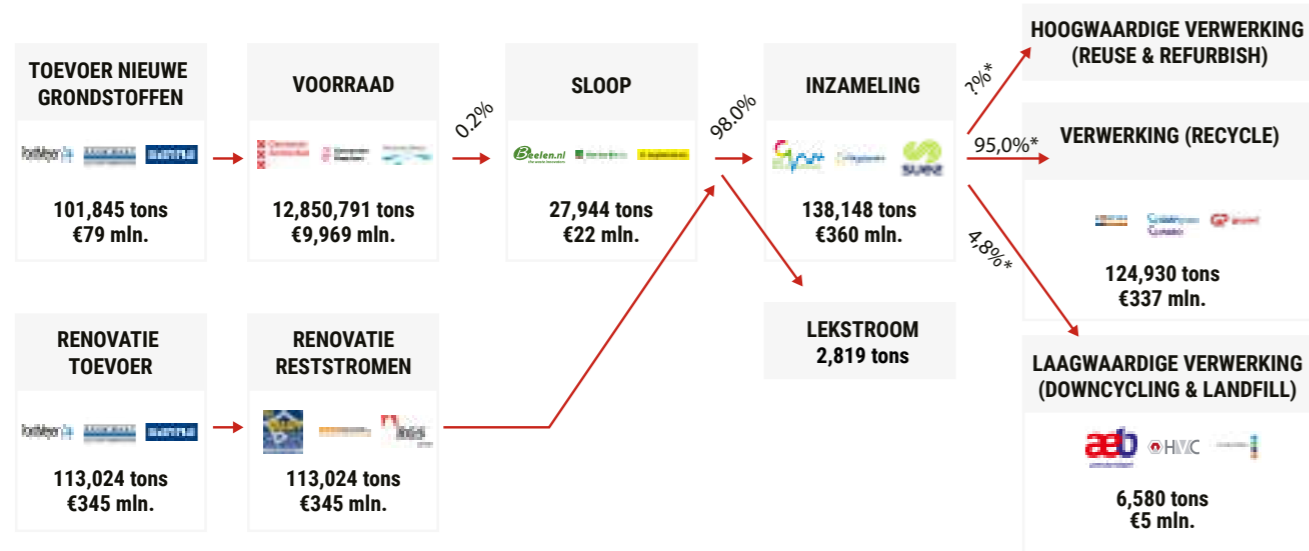 TOEVOER NIEUWE
GRONDSTOFFEN
101,845 tons
€79 mln.
VOORRAAD
12,850,791 tons
€9,969 mln.
0.2%
SLOOP
Beelen.nl
27,944 tons
€22 mln.
98.0%
INZAMELING
suez
138,148 tons
€360 mln.
?%*
95,0%*
4,8%*
HOOGWAARDIGE VERWERKING
(REUSE & REFURBISH)
VERWERKING (RECYCLE)
124,930 tons
€337 mln.
LAAGWAARDIGE VERWERKING
(DOWNCYCLING & LANDFILL)
aeb
HVC
6,580 tons
€5 mln.
LEKSTROOM
2,819 tons
RENOVATIE
TOEVOER
113,024 tons
€345 mln.
RENOVATIE
RESTSTROMEN
113,024 tons
€345 mln.